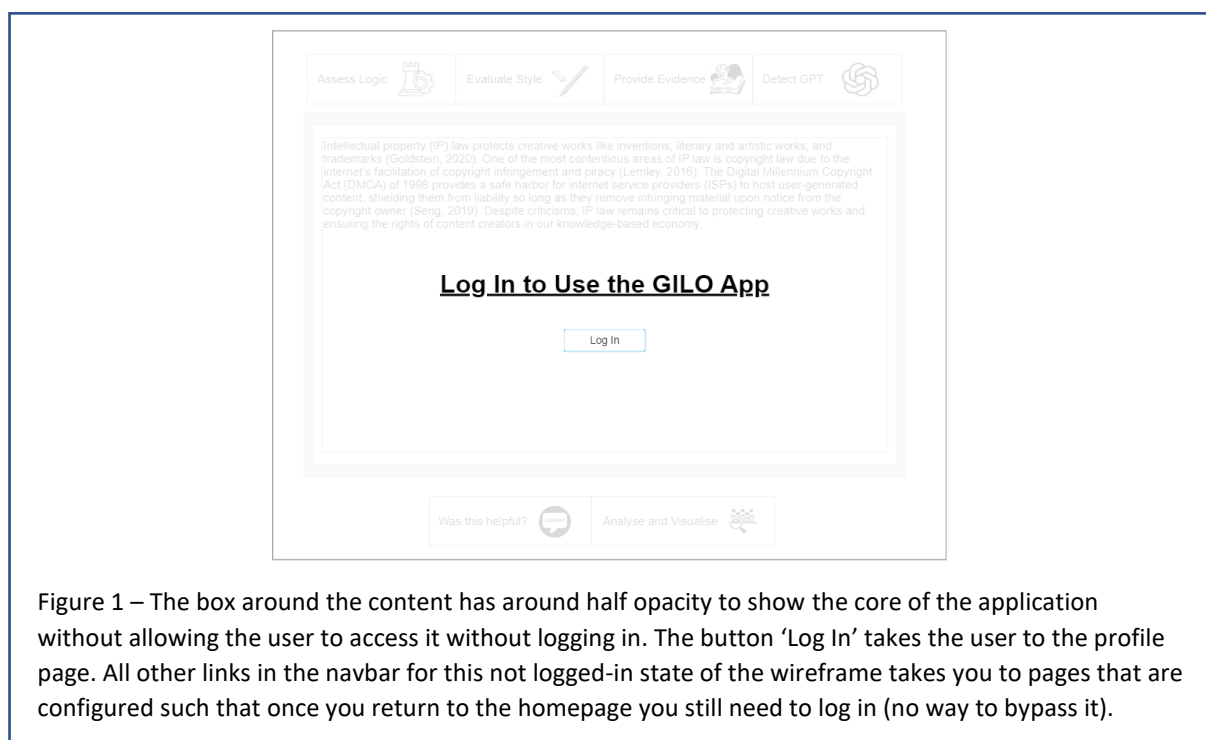 Assess Logic
Evaluate Style
Provide Evidence
Detect GPT
Intellectual property (IP) law protects creative works like inventions, literary and artistic works, and
trademarks (Goldstein, 2020). One of the most contentious areas of IP law is copyright law due to the
internet's facilitation of copyright infringement and piracy (Lemley, 2016). The Digital Millennium Copyright
Act (DMCA) of 1998 provides a safe harbor for internet service providers (ISPs) to host user-generated
content, shielding them from liability so long as they remove infringing material upon notice from the
copyright owner (Seng, 2019). Despite criticisms, IP law remains critical to protecting creative works and
ensuring the rights of content creators in our knowledge-based economy.
Log In to Use the GILO App
Log In
Was this helpful?
Analyse and Visualise
Figure 1 – The box around the content has around half opacity to show the core of the application
without allowing the user to access it without logging in. The button ‘Log In’ takes the user to the profile
page. All other links in the navbar for this not logged-in state of the wireframe takes you to pages that are
configured such that once you return to the homepage you still need to log in (no way to bypass it).